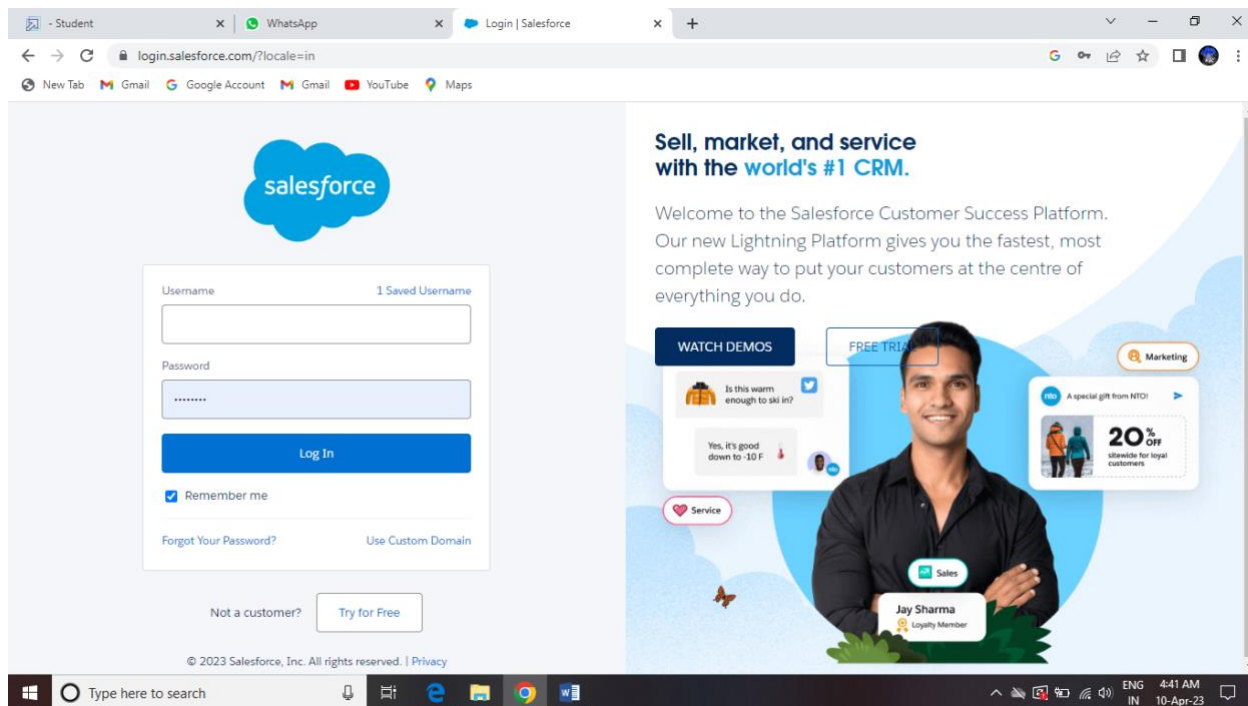 - Student
WhatsApp
Login | Salesforce
login.salesforce.com/?locale=in
New Tab
Gmail
Google Account
Gmail
YouTube
Maps
salesforce
Username
1 Saved Username
Password
Log In
Remember me
Forgot Your Password?
Use Custom Domain
Not a customer?
Try for Free
© 2023 Salesforce, Inc. All rights reserved. | Privacy
Sell, market, and service
with the world's #1 CRM.
Welcome to the Salesforce Customer Success Platform.
Our new Lightning Platform gives you the fastest, most
complete way to put your customers at the centre of
everything you do.
WATCH DEMOS
FREE TRIAL
Is this warm
enough to ski in?
Yes, it's good
down to -10 F
Service
Marketing
nto
A special gift from NTO!
20% OFF
sitewide for loyal
customers
Sales
Jay Sharma
Loyalty Member
Type here to search
ENG
IN
4:41 AM
10-Apr-23